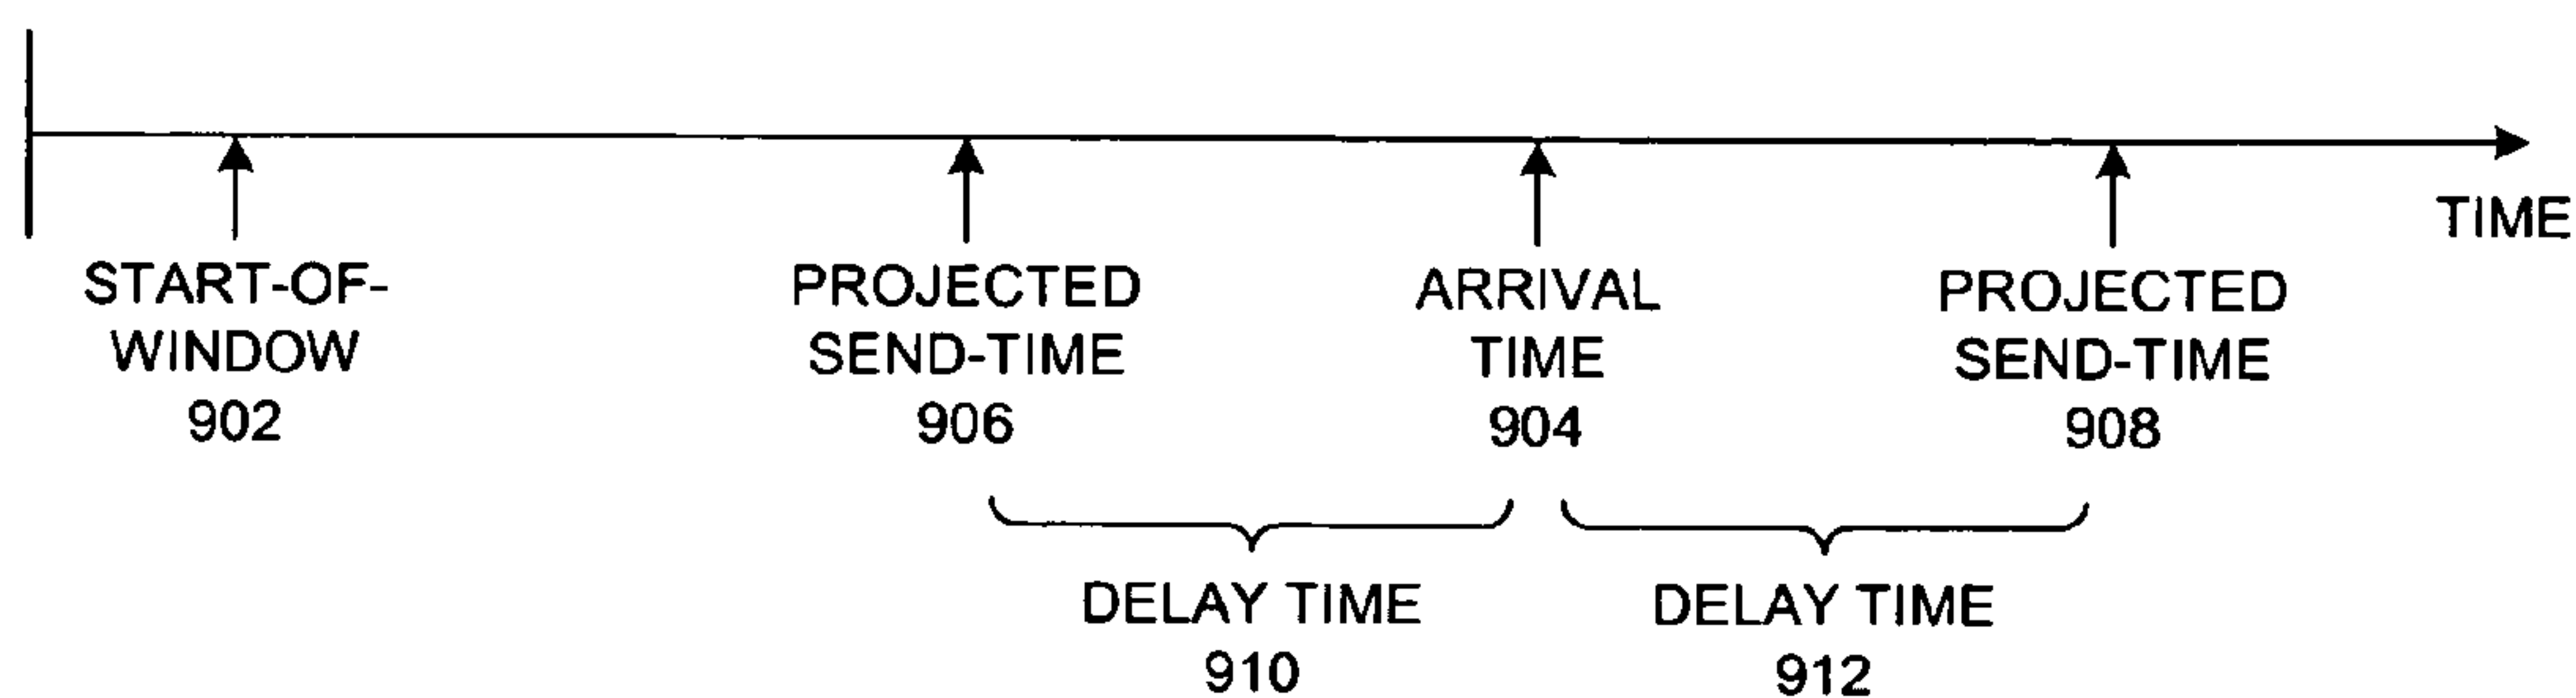 TIME
START-OF-
WINDOW
902
PROJECTED
SEND-TIME
906
ARRIVAL
TIME
904
PROJECTED
SEND-TIME
908
DELAY TIME
910
DELAY TIME
912